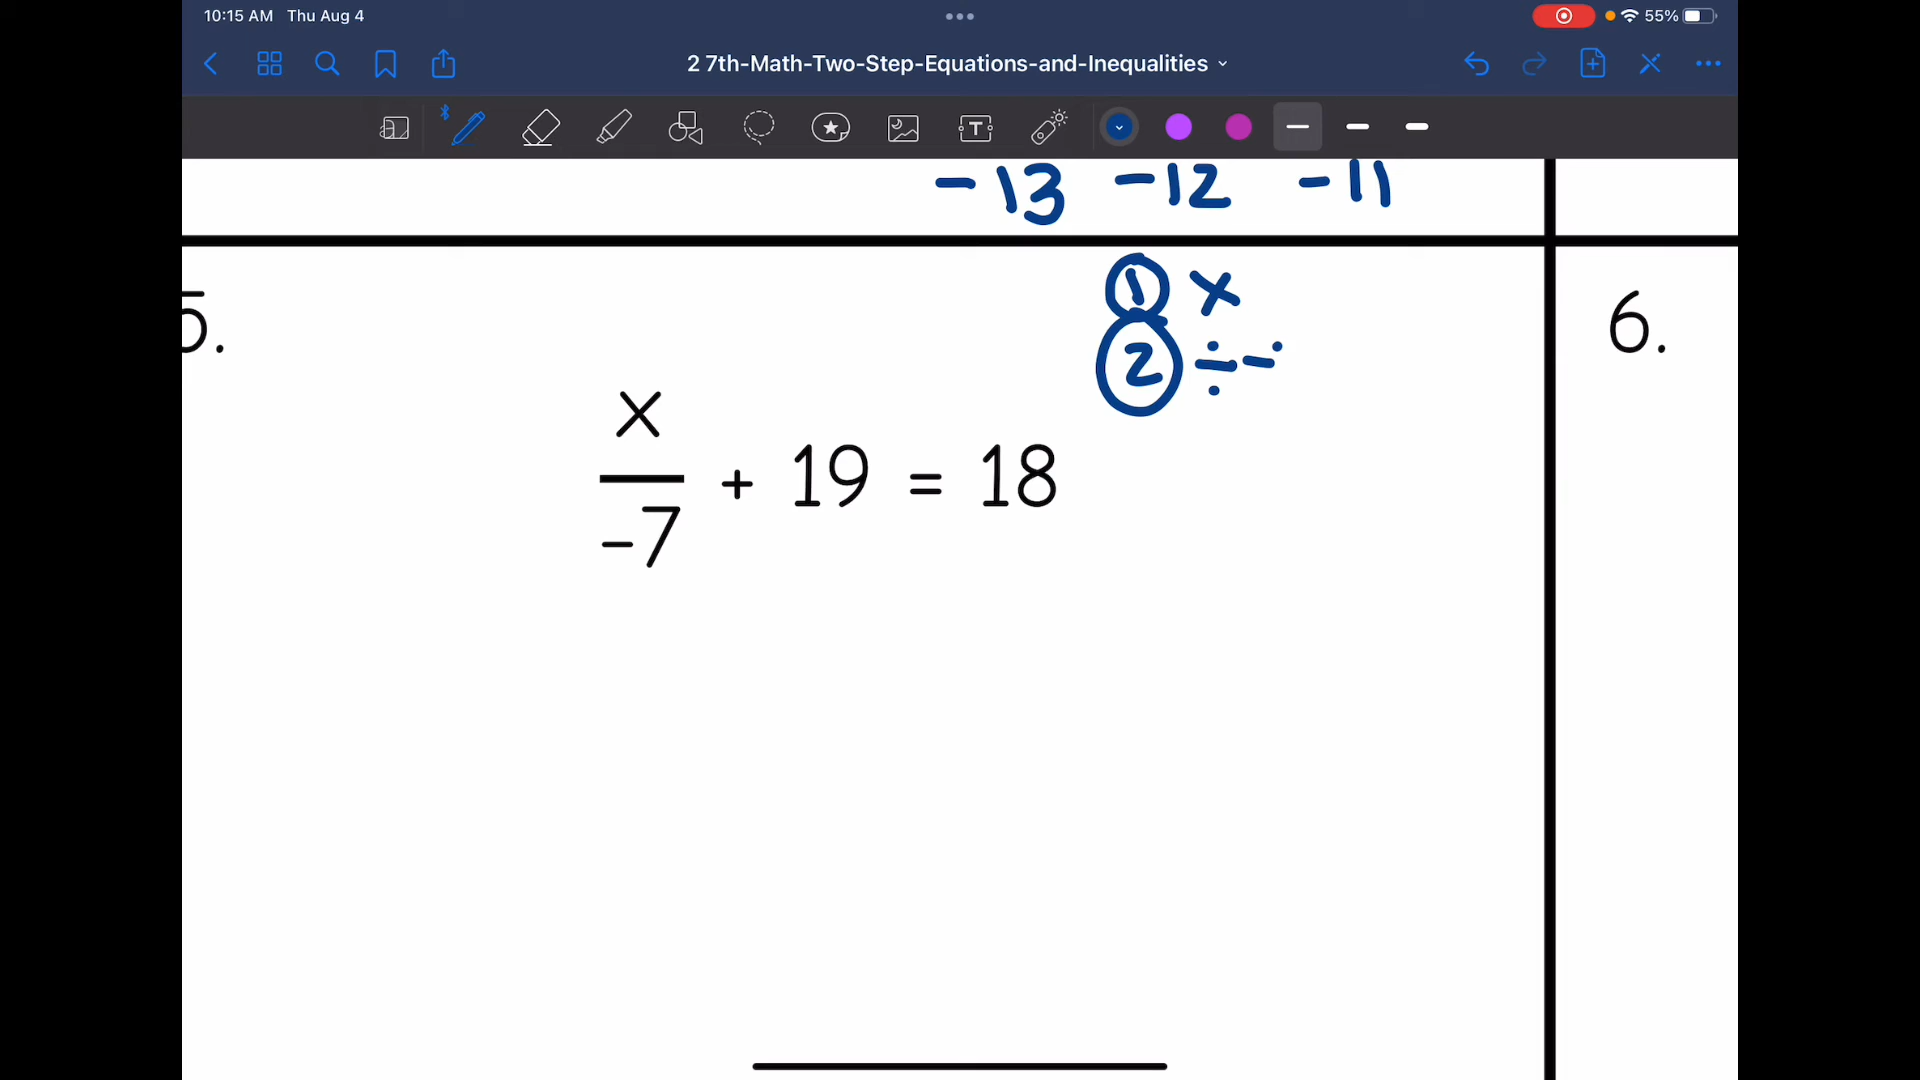 10:15 AM Thu Aug 4
55%
2 7th-Math-Two-Step-Equations-and-Inequalities
-13 -12 -11
5.
① x
② ÷ -
6.
x
/
-7 + 19 = 18